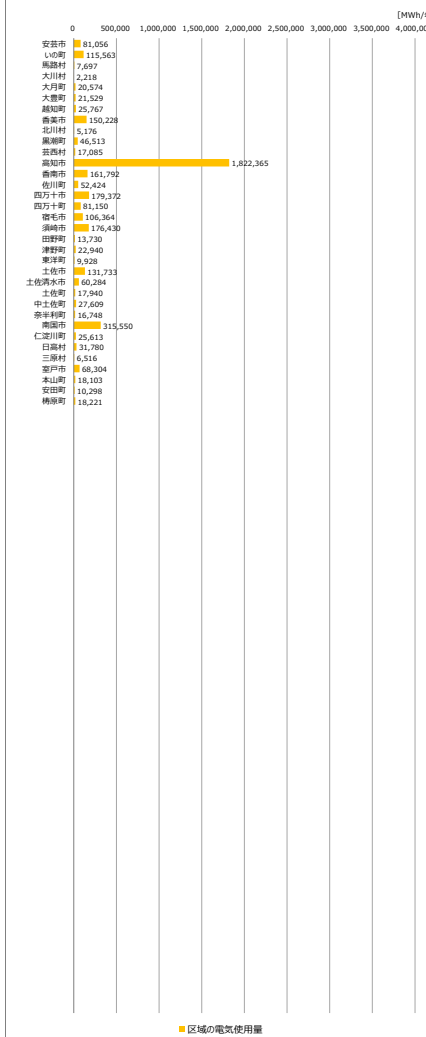 [MWh/年
0 500,000 1,000,000 1,500,000 2,000,000 2,500,000 3,000,000 3,500,000 4,000,00
安芸市 81,056
いの町 115,563
馬路村 7,697
大川村 2,218
大月町 20,574
大豊町 21,529
越知町 25,767
香美市 150,228
北川村 5,176
黒潮町 46,513
芸西村 17,085
高知市 1,822,365
香南市 161,792
佐川町 52,424
四万十市 179,372
四万十町 81,150
宿毛市 106,364
須崎市 176,430
田野町 13,730
津野町 22,940
東洋町 9,928
土佐市 131,733
土佐清水市 60,284
土佐町 17,940
中土佐町 27,609
奈半利町 16,748
南国市 315,550
仁淀川町 25,613
日高村 31,780
三原村 6,516
室戸市 68,304
本山町 18,103
安田町 10,298
梼原町 18,221
区域の電気使用量